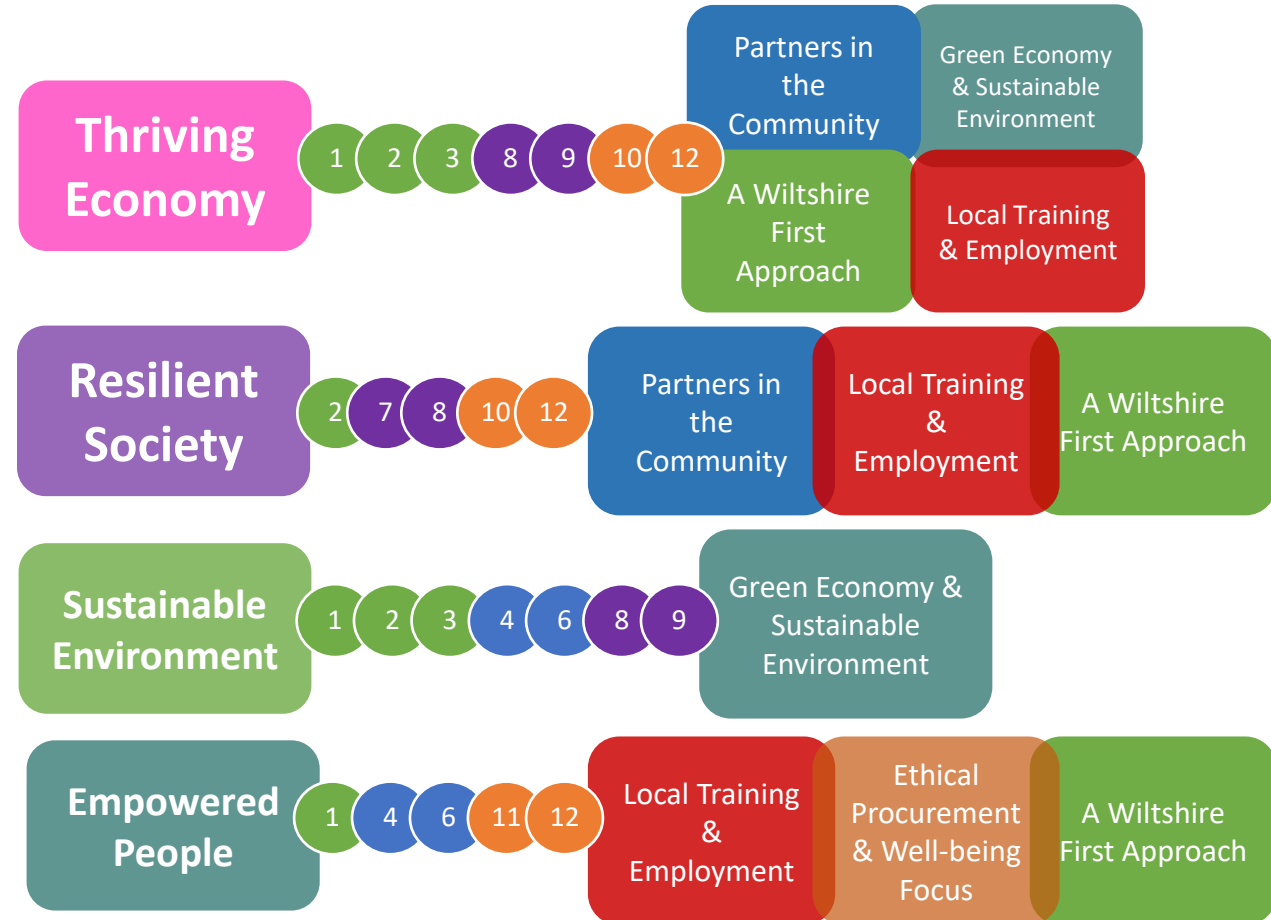 Thriving
Economy
1 2 3 8 9 10 12
Partners in
the
Community
Green Economy
& Sustainable
Environment
A Wiltshire
First
Approach
Local Training
& Employment
Resilient
Society
2 7 8 10 12
Partners in
the
Community
Local Training
&
Employment
A Wiltshire
First Approach
Sustainable
Environment
1 2 3 4 6 8 9
Green Economy &
Sustainable
Environment
Empowered
People
1 4 6 11 12
Local Training
&
Employment
Ethical
Procurement
& Well-being
Focus
A Wiltshire
First Approach